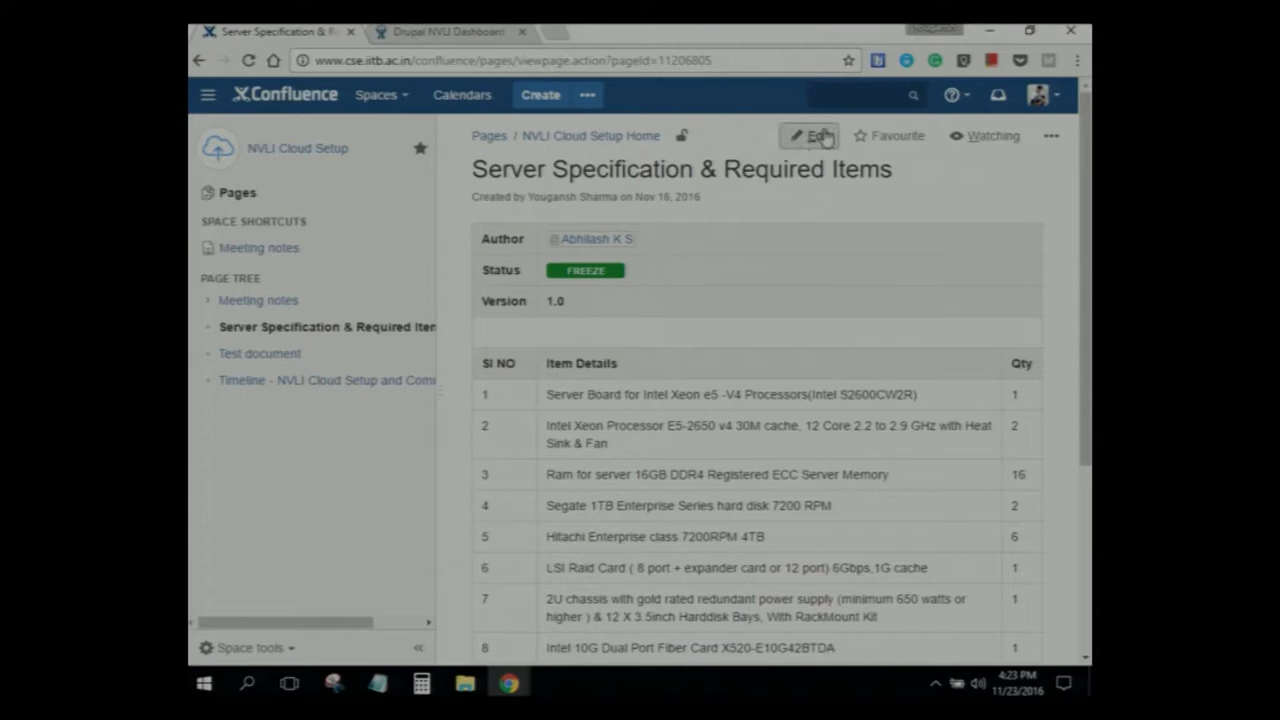 Server Specification & R
Drupal NVLI Dashboard
www.cse.iitb.ac.in/confluence/pages/viewpage.action?pageId=11206805
Confluence Spaces Calendars Create
NVLI Cloud Setup
Pages
SPACE SHORTCUTS
Meeting notes
PAGE TREE
Meeting notes
Server Specification & Required Iten
Test document
Timeline - NVLI Cloud Setup and Com
Space tools
Pages / NVLI Cloud Setup Home
Favourite
Watching
Server Specification & Required Items
Created by Yougansh Sharma on Nov 16, 2016
Author @Abhilash K S
Status FREEZE
Version 1.0
SI NO Item Details Qty
1 Server Board for Intel Xeon e5 -V4 Processors(Intel S2600CW2R) 1
2 Intel Xeon Processor E5-2650 v4 30M cache, 12 Core 2.2 to 2.9 GHz with Heat 2
Sink & Fan
3 Ram for server 16GB DDR4 Registered ECC Server Memory 16
4 Segate 1TB Enterprise Series hard disk 7200 RPM 2
5 Hitachi Enterprise class 7200RPM 4TB 6
6 LSI Raid Card ( 8 port + expander card or 12 port) 6Gbps,1G cache 1
7 2U chassis with gold rated redundant power supply (minimum 650 watts or 1
higher ) & 12 X 3.5inch Harddisk Bays, With RackMount Kit
8 Intel 10G Dual Port Fiber Card X520-E10G42BTDA 1
4:23 PM
11/23/2016